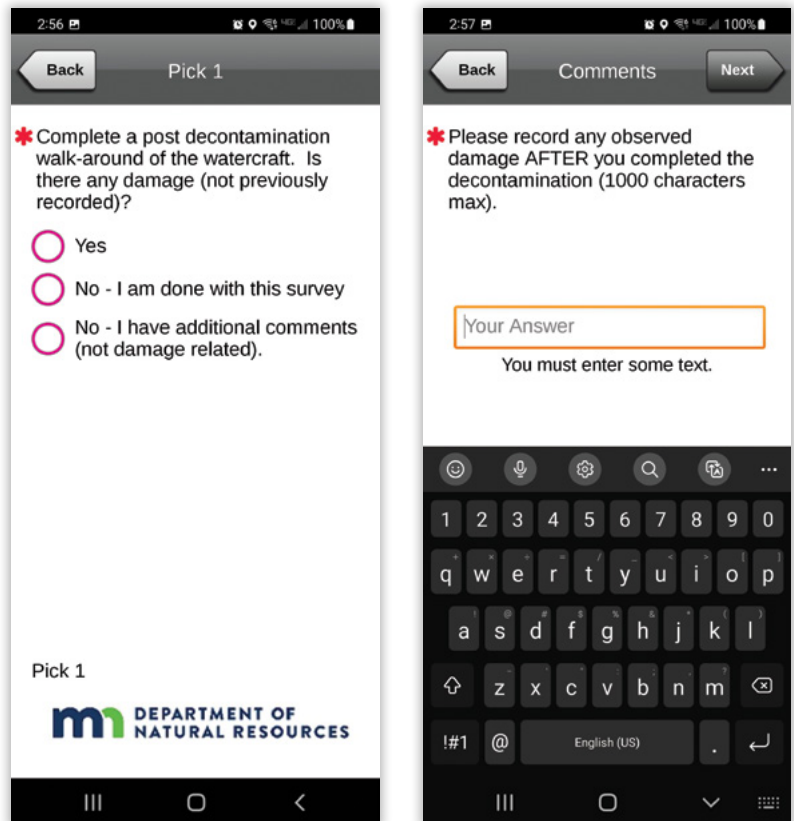 2:56 100%
Back Pick 1
* Complete a post decontamination
walk-around of the watercraft. Is
there any damage (not previously
recorded)?
Yes
No - I am done with this survey
No - I have additional comments
(not damage related).
Pick 1
mn DEPARTMENT OF
NATURAL RESOURCES
2:57 100%
Back Comments Next
* Please record any observed
damage AFTER you completed the
decontamination (1000 characters
max).
Your Answer
You must enter some text.
1 2 3 4 5 6 7 8 9 0
q w e r t y u i o p
a s d f g h j k l
z x c v b n m
!#1 @ English (US) .